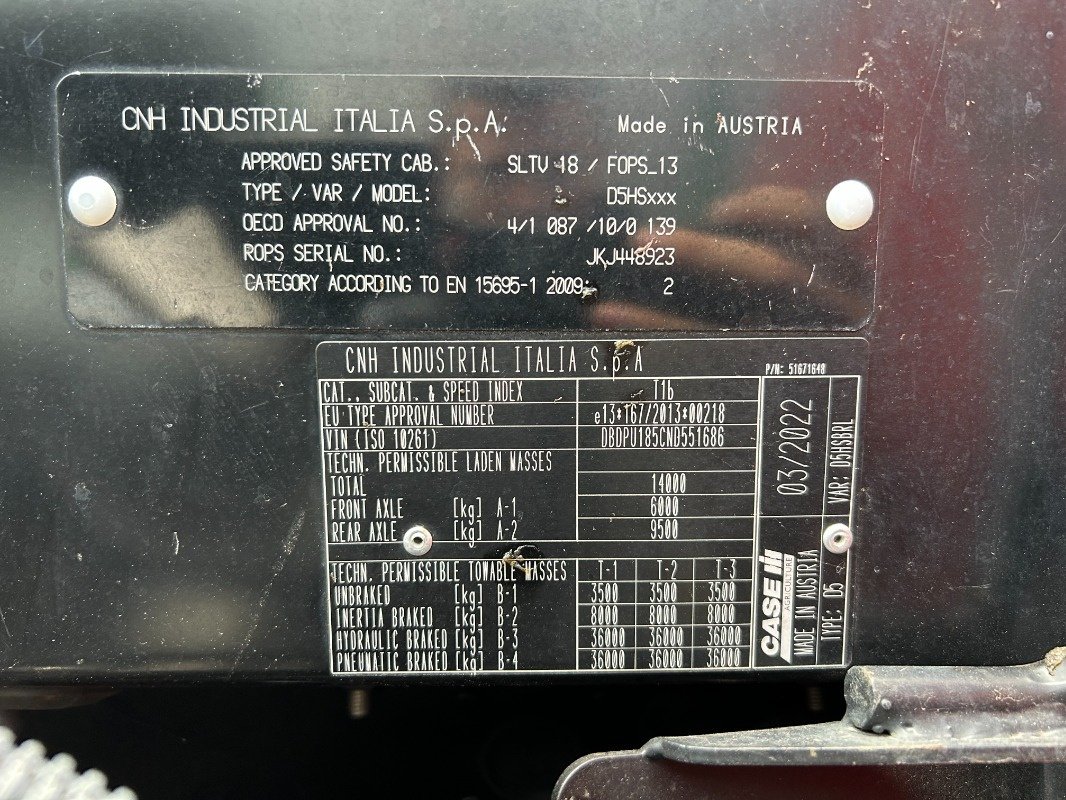 CNH INDUSTRIAL ITALIA S.p.A. Made in AUSTRIA
APPROVED SAFETY CAB.: SLTV 18 / FOPS_13
TYPE / VAR / MODEL: D5HSxxx
OECD APPROVAL NO.: 4/1 087 /10/0 139
ROPS SERIAL NO.: JKJ448923
CATEGORY ACCORDING TO EN 15695-1 2009: 2
CNH INDUSTRIAL ITALIA S.p.A P/N: 51671648
CAT., SUBCAT. & SPEED INDEX T1b
EU TYPE APPROVAL NUMBER e13*167/2013*00218
VIN (ISO 10261) DBDPU185CND551686
TECHN. PERMISSIBLE LADEN MASSES
TOTAL 14000
FRONT AXLE [kg] A-1 6000
REAR AXLE [kg] A-2 9500
TECHN. PERMISSIBLE TOWABLE MASSES T-1 T-2 T-3
UNBRAKED [kg] B-1 3500 3500 3500
INERTIA BRAKED [kg] B-2 8000 8000 8000
HYDRAULIC BRAKED [kg] B-3 36000 36000 36000
PNEUMATIC BRAKED [kg] B-4 36000 36000 36000
03/2022
CASE IH
AGRICULTURE
MADE IN AUSTRIA
TYPE: D5 VAR: D5HSBRL